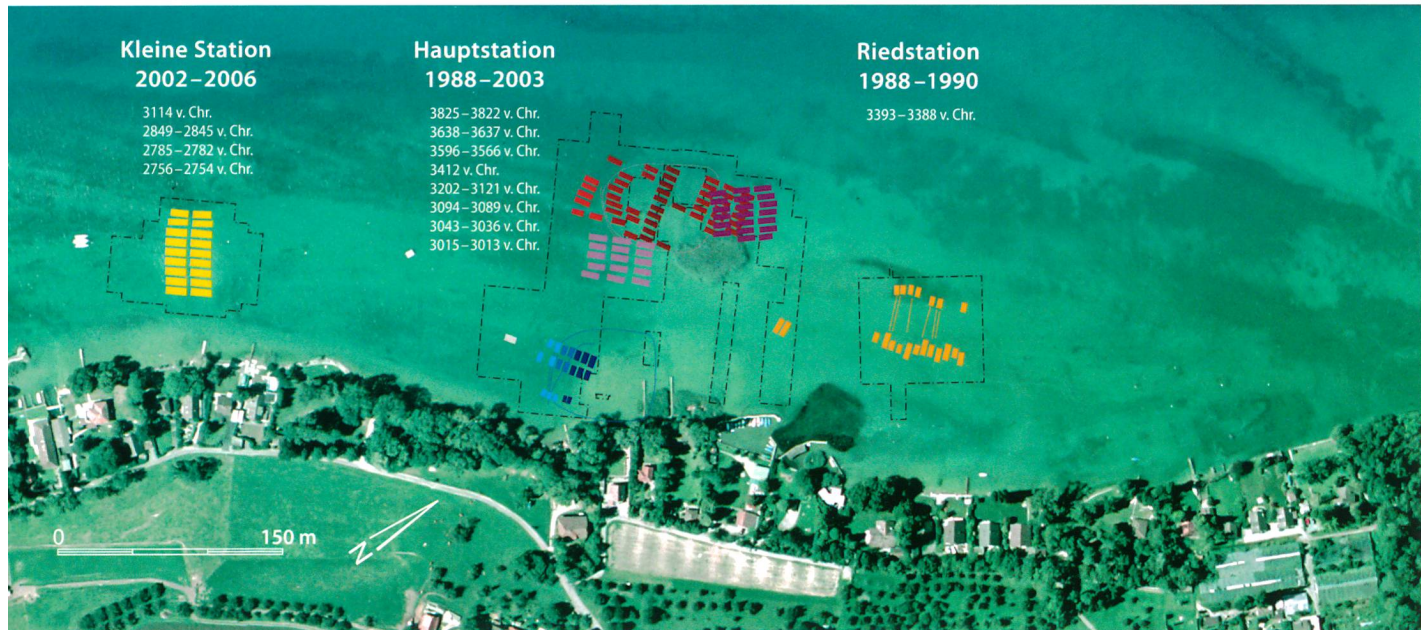 Kleine Station
2002–2006
3114 v. Chr.
2849–2845 v. Chr.
2785–2782 v. Chr.
2756–2754 v. Chr.
Hauptstation
1988–2003
3825–3822 v. Chr.
3638–3637 v. Chr.
3596–3566 v. Chr.
3412 v. Chr.
3202–3121 v. Chr.
3094–3089 v. Chr.
3043–3036 v. Chr.
3015–3013 v. Chr.
Riedstation
1988–1990
3393–3388 v. Chr.
0 150 m
N